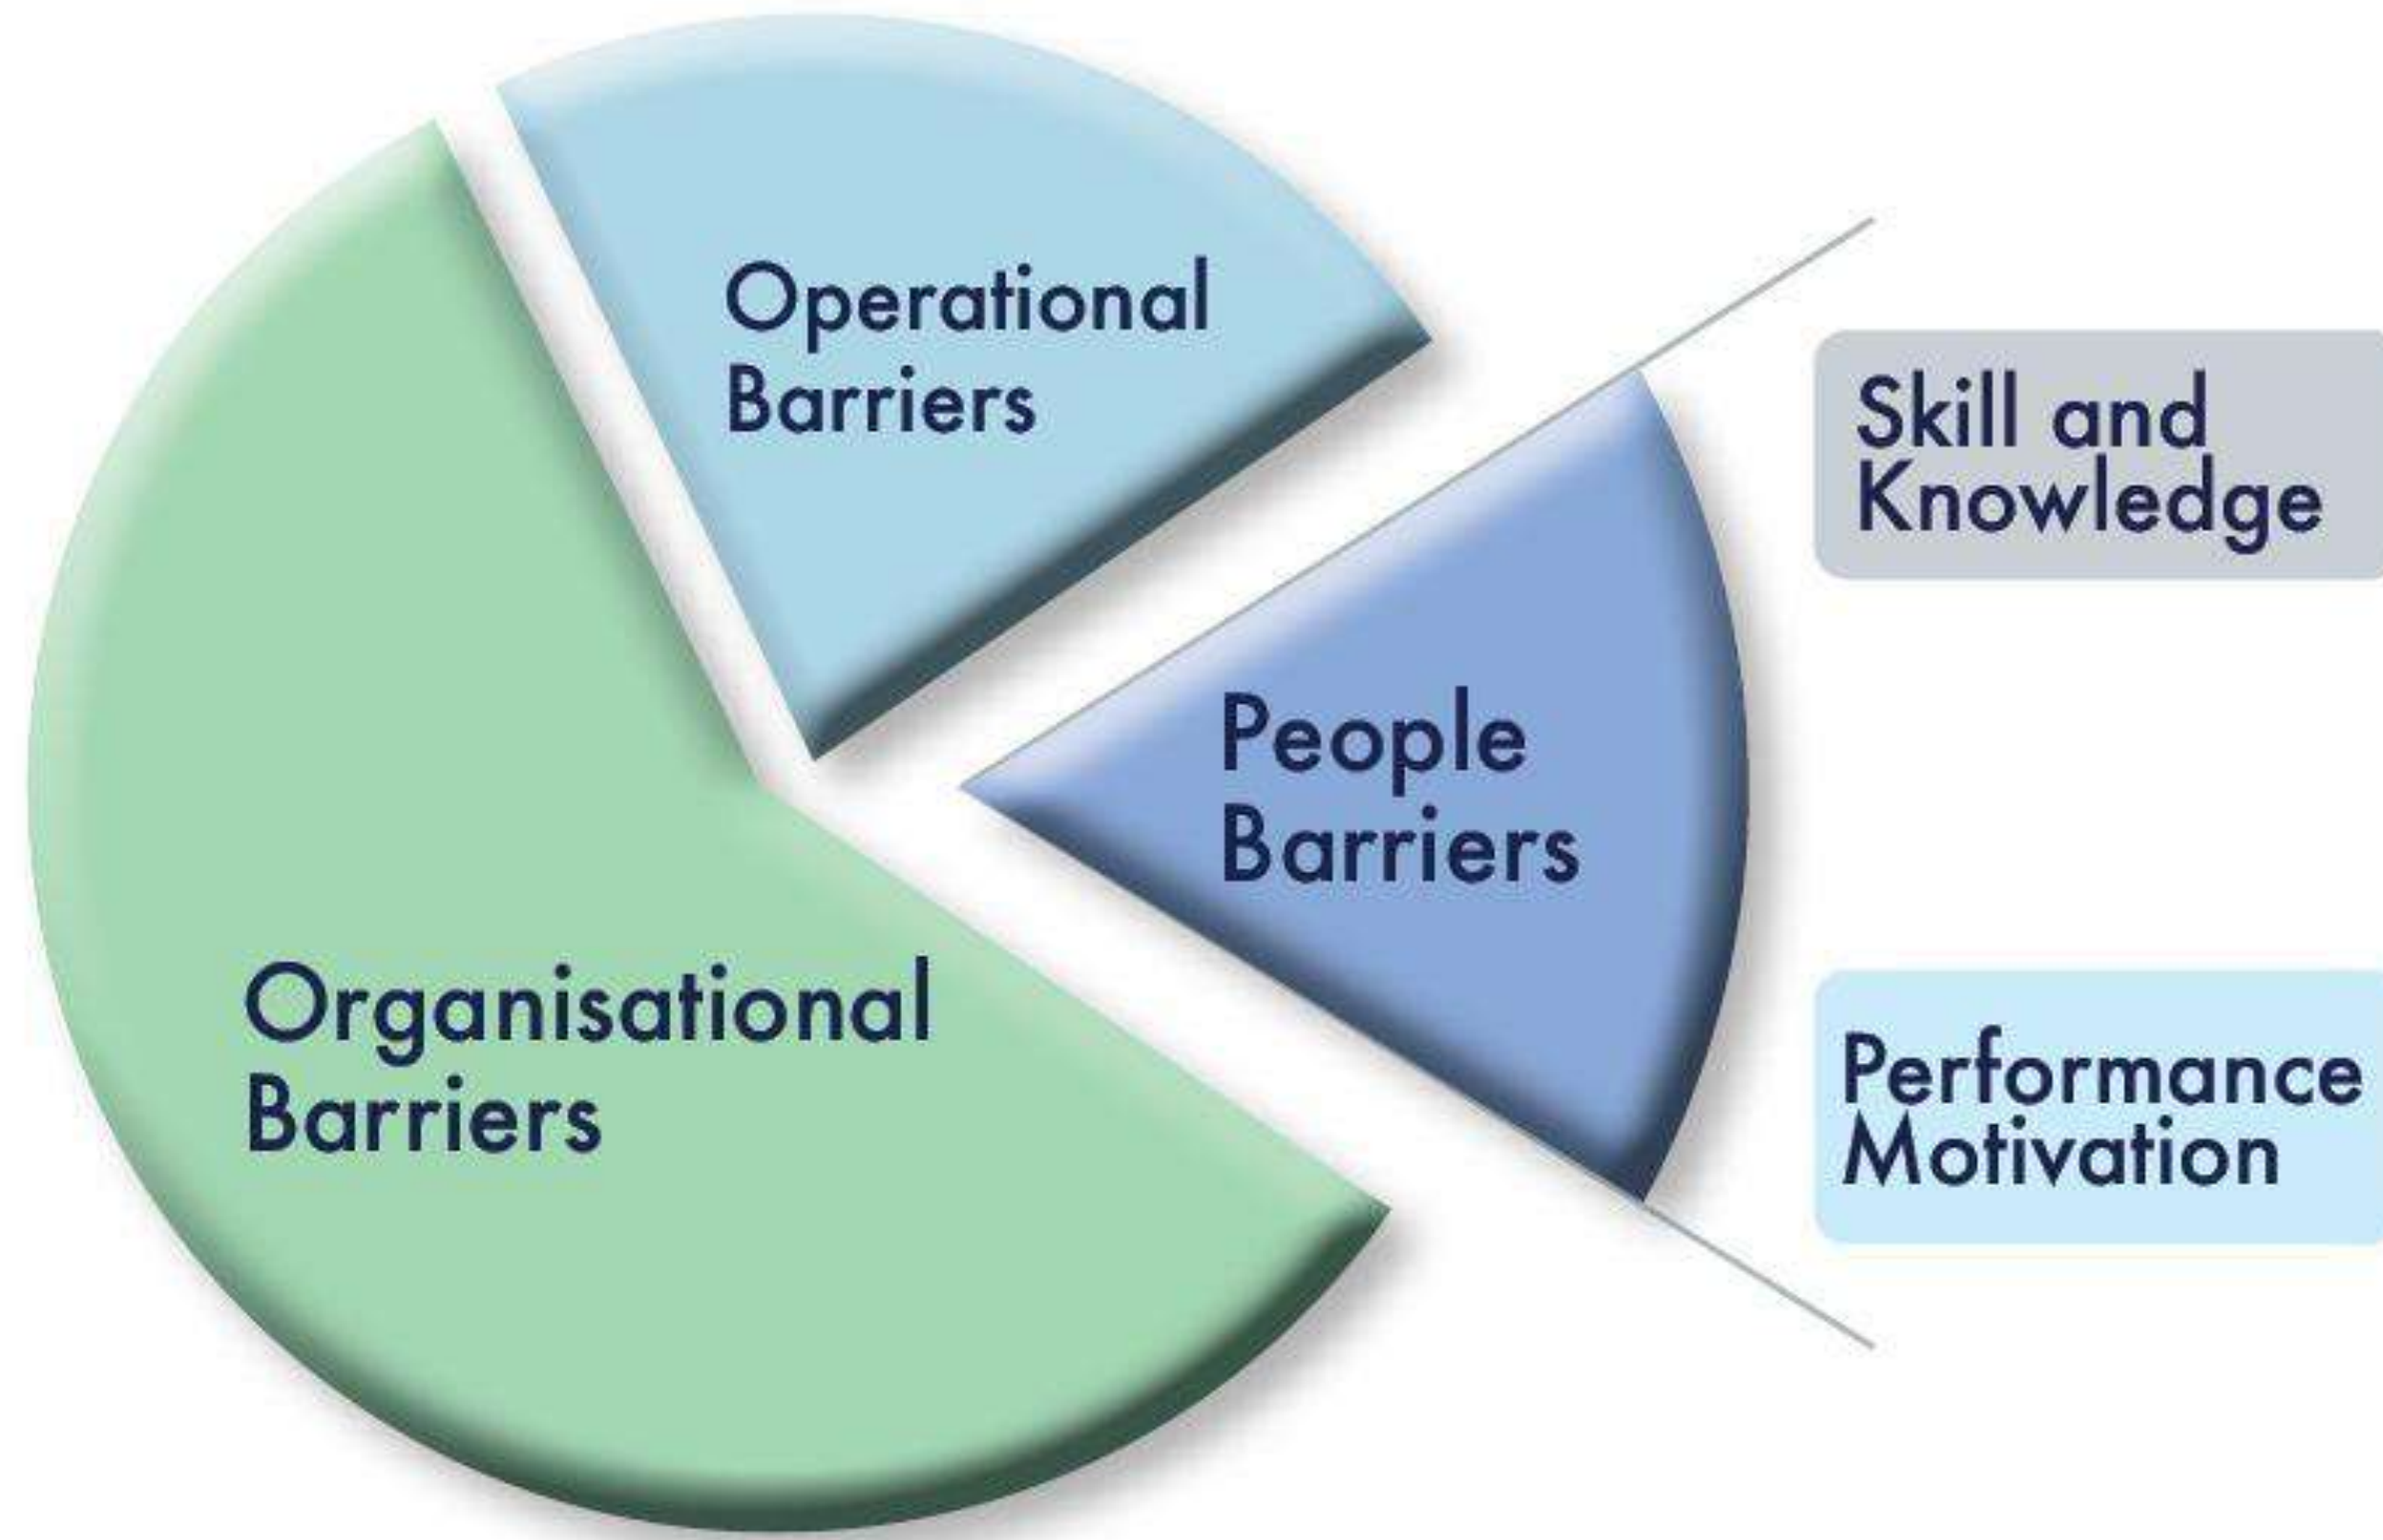 Operational
Barriers
Skill and
Knowledge
People
Barriers
Organisational
Barriers
Performance
Motivation